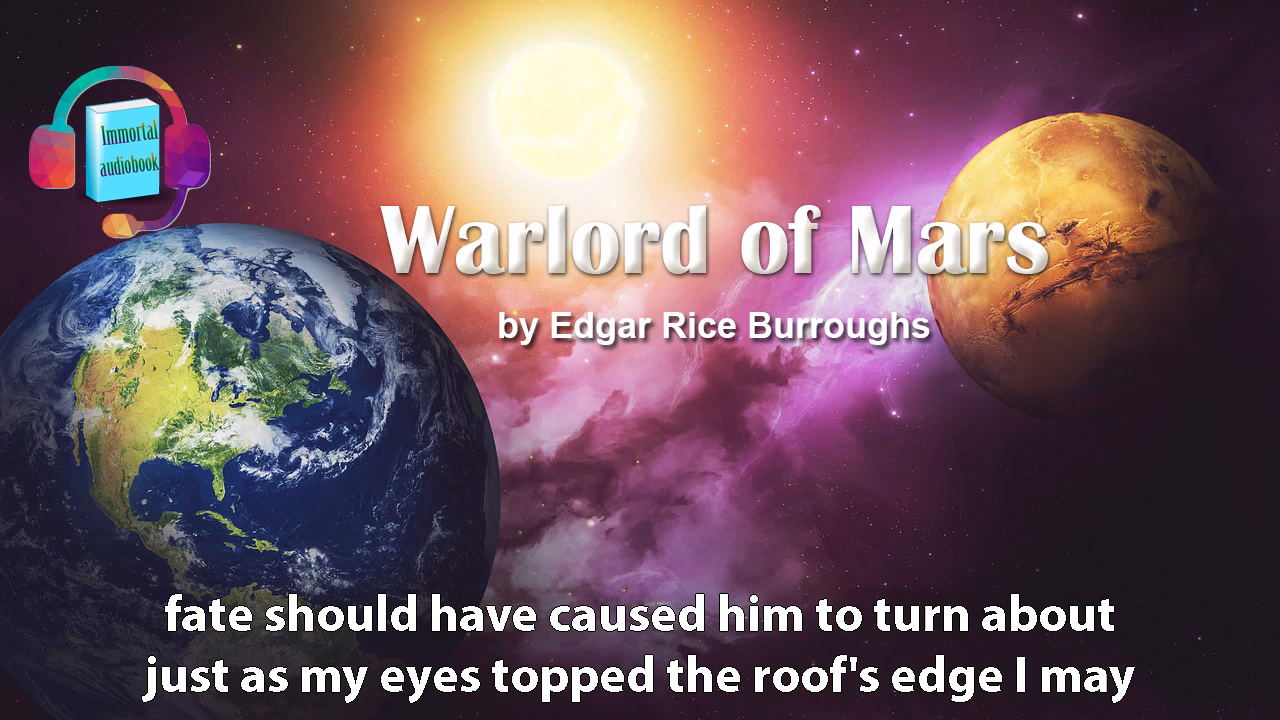 Immortal
audiobook
Warlord of Mars
by Edgar Rice Burroughs
fate should have caused him to turn about
just as my eyes topped the roof's edge I may